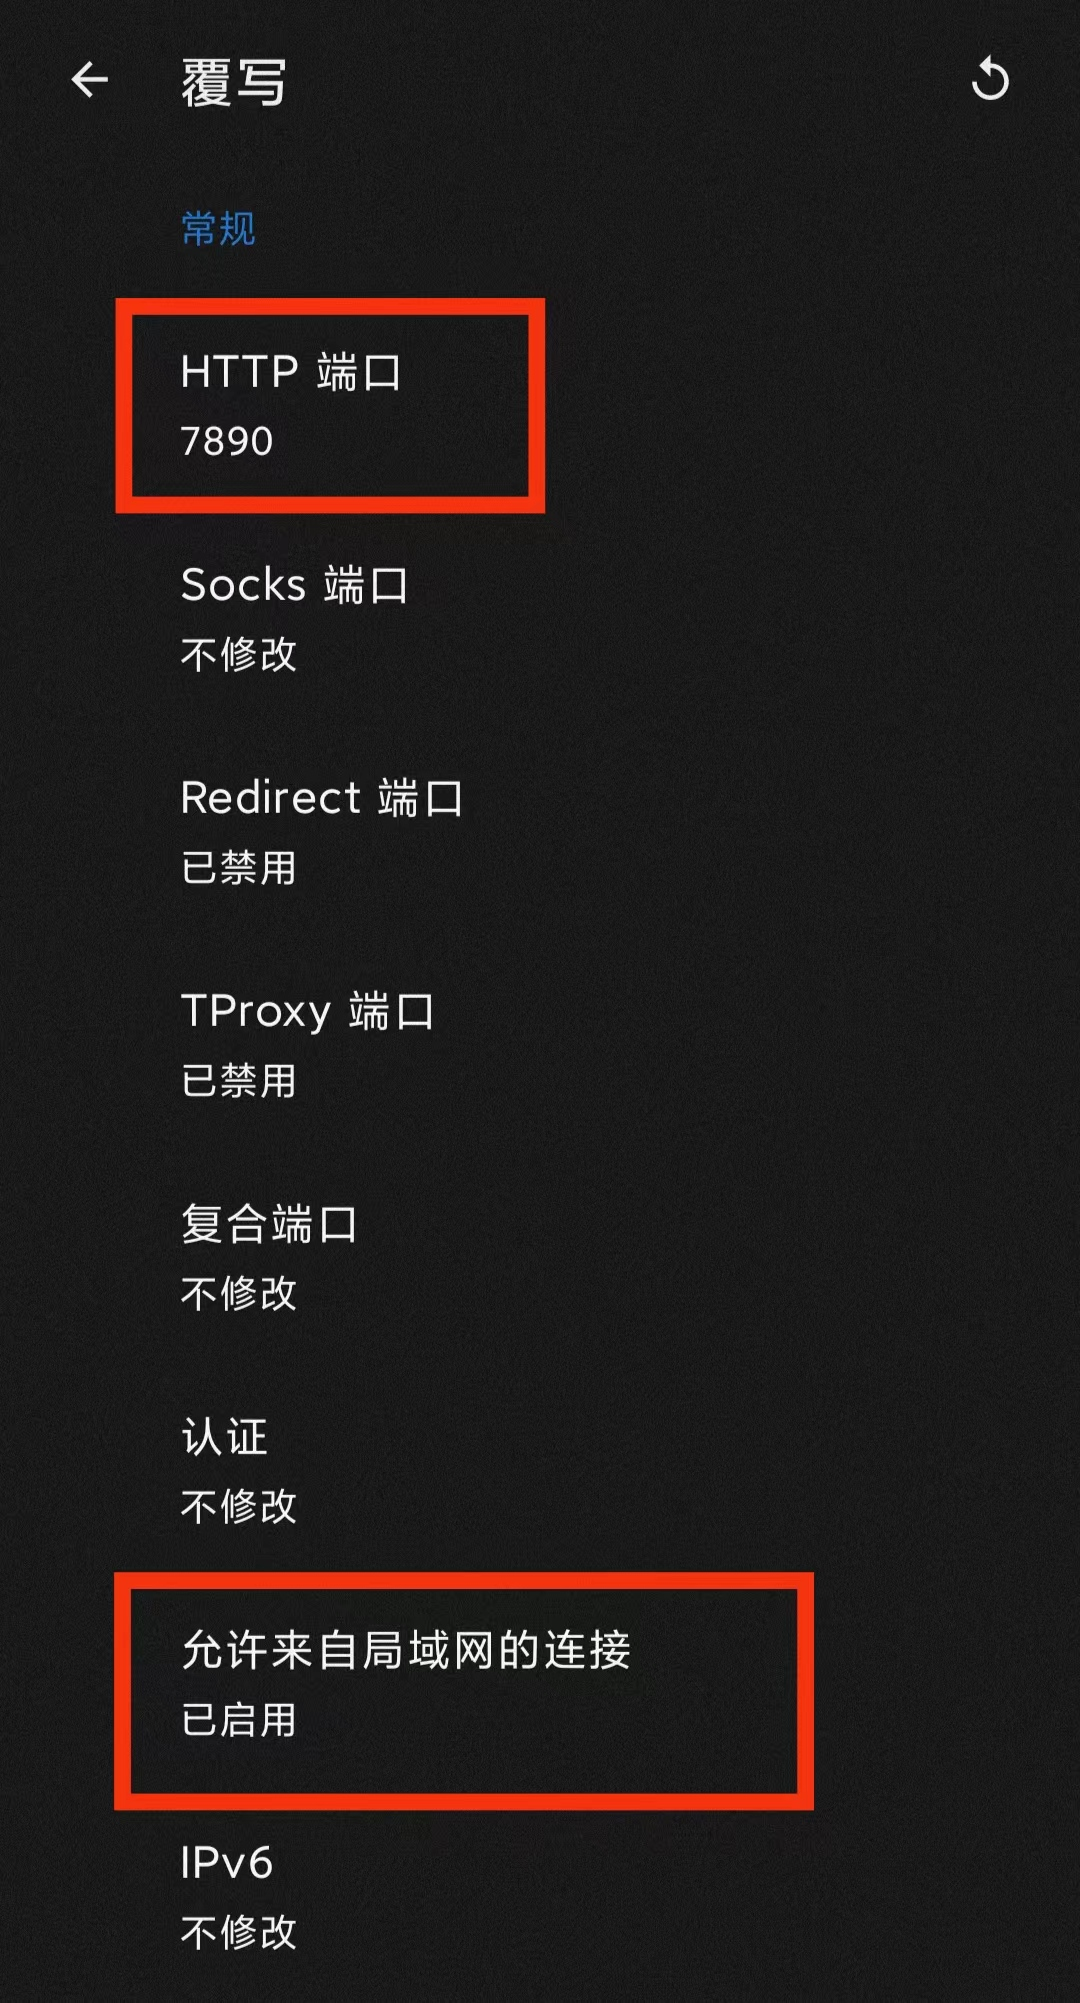 覆写
常规
HTTP 端口
7890
Socks 端口
不修改
Redirect 端口
已禁用
TProxy 端口
已禁用
复合端口
不修改
认证
不修改
允许来自局域网的连接
已启用
IPv6
不修改